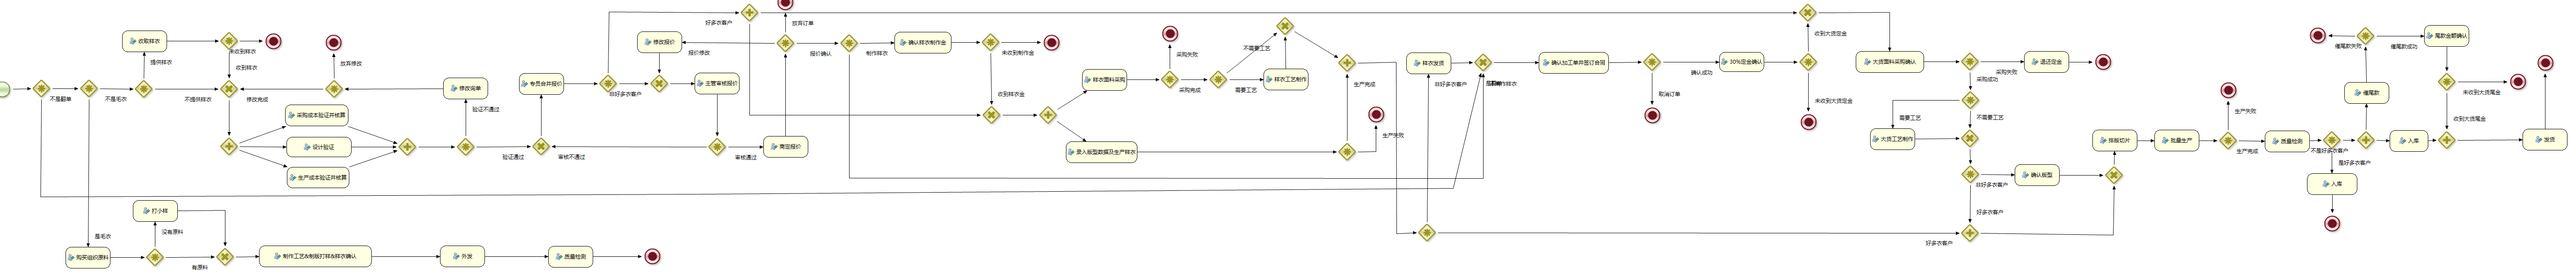 好多衣客户
放弃订单
收取样衣
未收到样衣
修改报价
报价修改
报价确认
制作样衣
确认样衣制作金
未收到制作金
采购失败
不需要工艺
收到大货定金
催尾款失败
催尾款成功
尾款金额确认
提供样衣
收到样衣
放弃修改
样衣面料采购
采购完成
需要工艺
样衣工艺制作
生产完成
样衣发货
确认加工单并签订合同
确认成功
30%定金确认
大货面料采购确认
采购失败
退还定金
不是翻单
不是毛衣
不提供样衣
修改完成
修改询单
专员合并报价
非好多衣客户
主管审核报价
收到样衣金
非好多衣客户
取消订单
未收到大货定金
采购成功
需要工艺
不需要工艺
生产失败
催尾款
未收到大货尾金
收到大货尾金
验证不通过
采购成本验证并核算
设计验证
生产成本验证并核算
验证通过
审核不通过
审核通过
商定报价
录入板型数据及生产样衣
生产失败
大货工艺制作
排版切片
批量生产
生产完成
质量检测
不是好多衣客户
是好多衣客户
入库
发货
非好多衣客户
确认板型
入库
打小样
是毛衣
没有原料
好多衣客户
好多衣客户
购买组织原料
有原料
制作工艺&制版打样&样衣确认
外发
质量检测